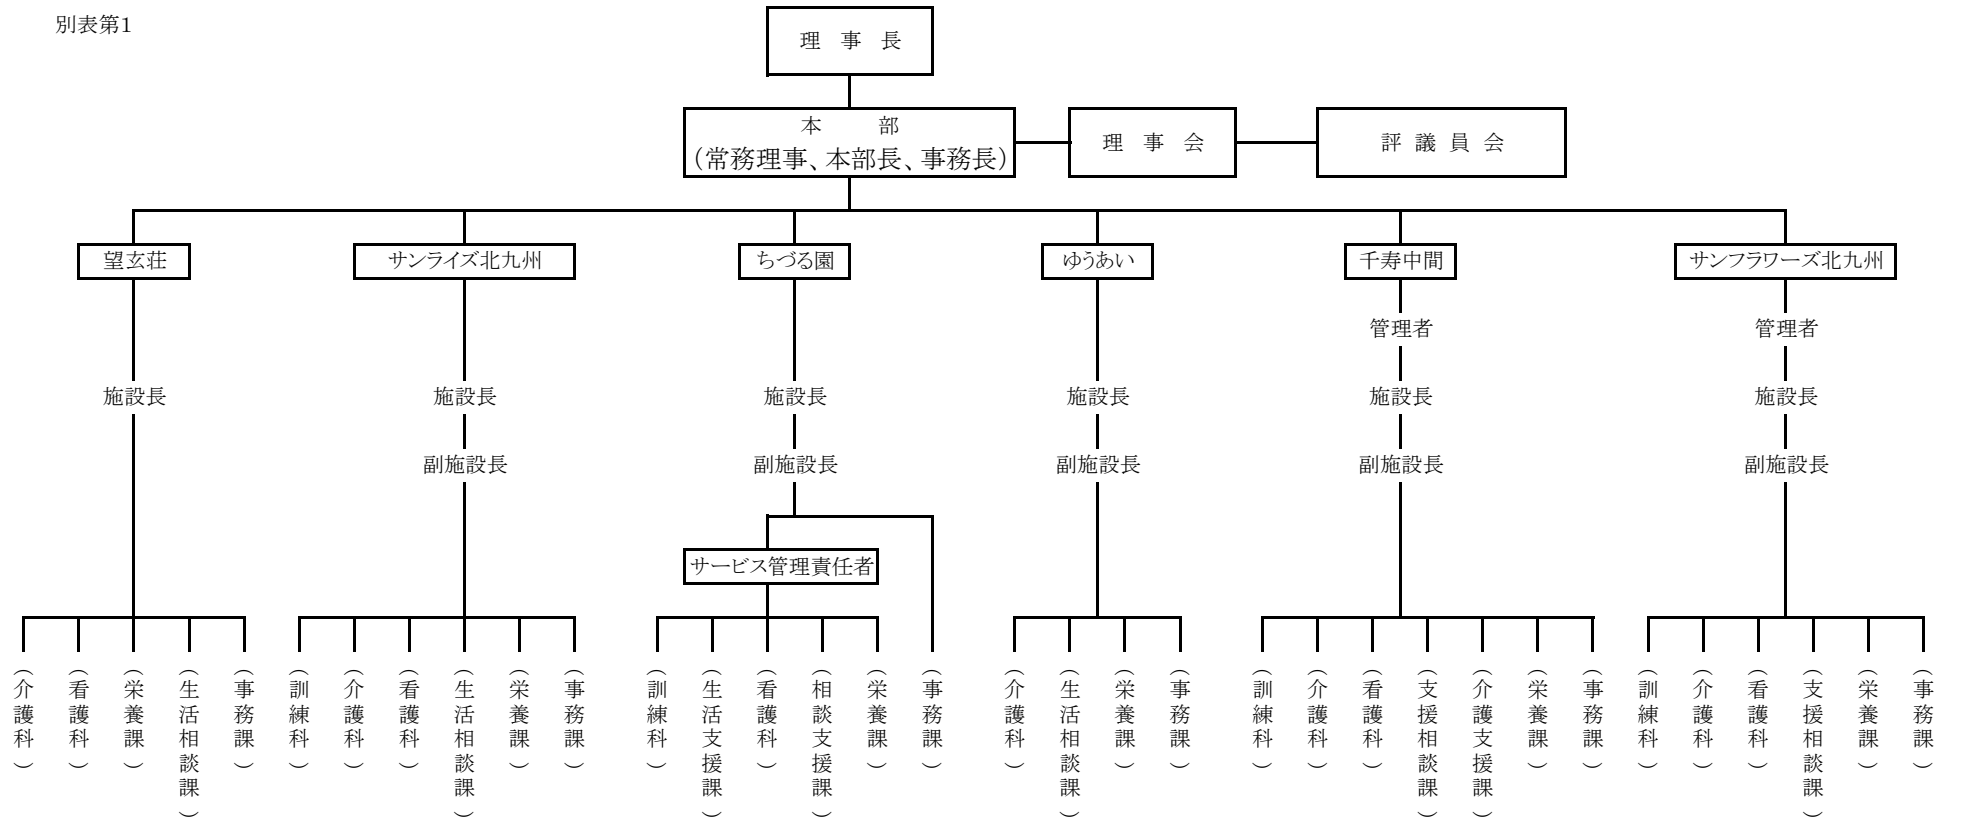 別表第1
理 事 長
本 部
（常務理事、本部長、事務長）
理 事 会
評 議 員 会
望玄荘
サンライズ北九州
ちづる園
ゆうあい
千寿中間
サンフラワーズ北九州
管理者
管理者
施設長
施設長
施設長
施設長
施設長
施設長
副施設長
副施設長
副施設長
副施設長
副施設長
サービス管理責任者
（介護科）
（看護科）
（栄養課）
（生活相談課）
（事務課）
（訓練科）
（介護科）
（看護科）
（生活相談課）
（栄養課）
（事務課）
（訓練科）
（生活支援課）
（看護科）
（相談支援課）
（栄養課）
（事務課）
（介護科）
（生活相談課）
（栄養課）
（事務課）
（訓練科）
（介護科）
（看護科）
（支援相談課）
（介護支援課）
（栄養課）
（事務課）
（訓練科）
（介護科）
（看護科）
（支援相談課）
（栄養課）
（事務課）